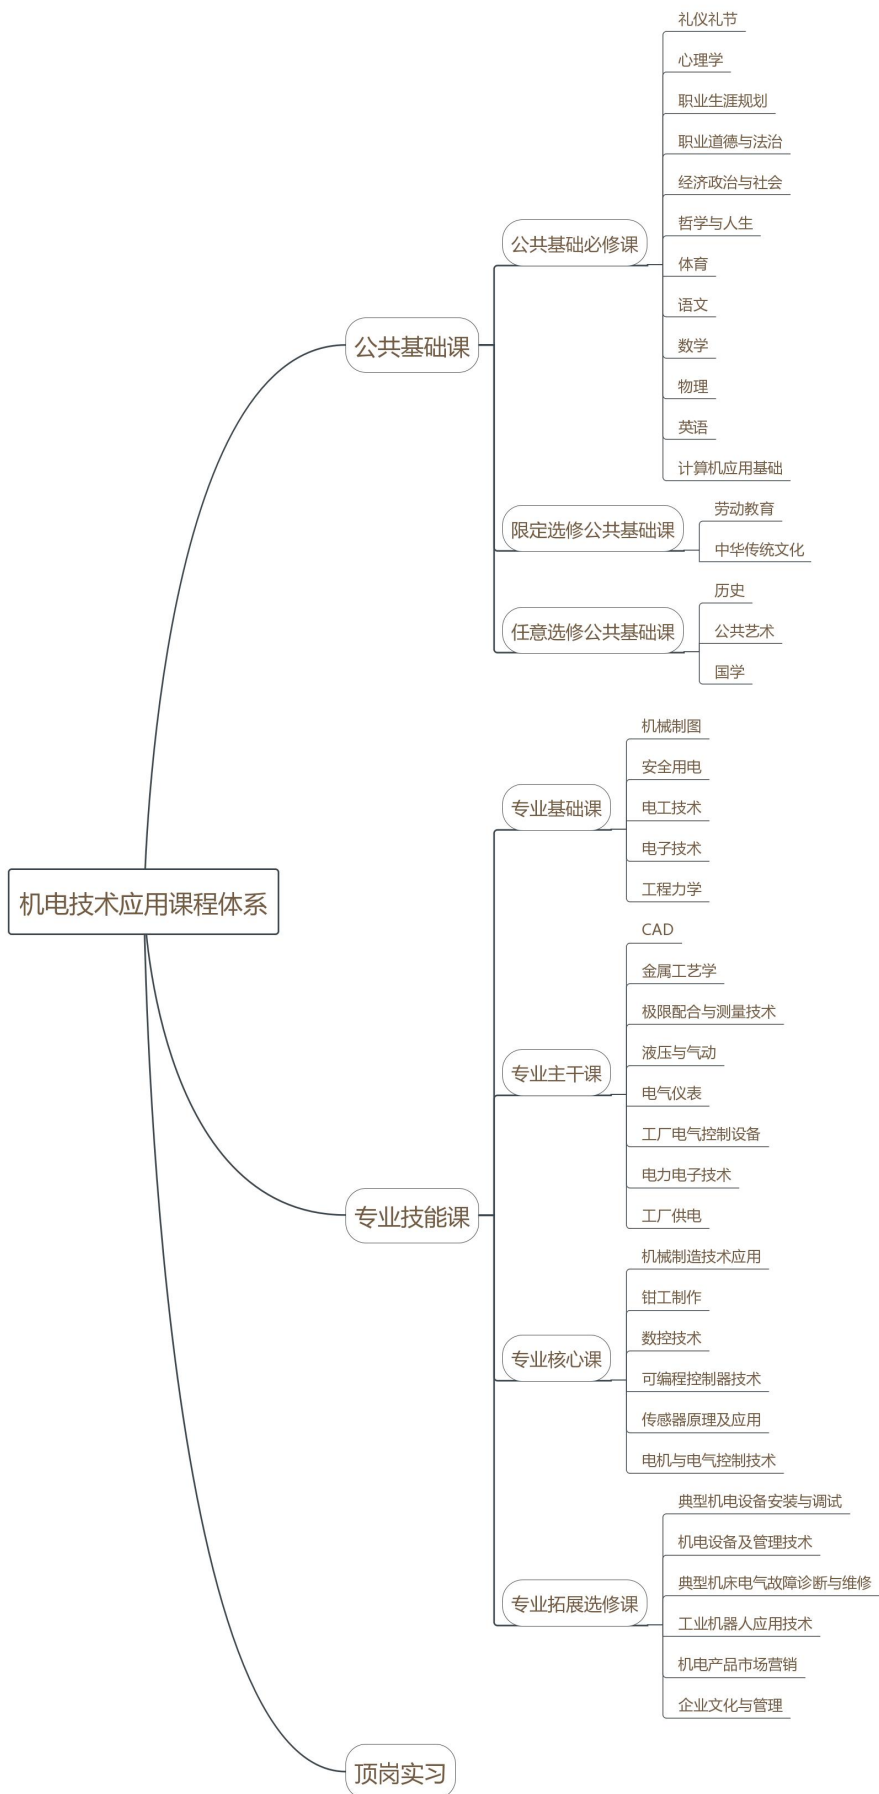 礼仪礼节
心理学
职业生涯规划
职业道德与法治
经济政治与社会
哲学与人生
公共基础必修课
体育
语文
数学
公共基础课
物理
英语
计算机应用基础
劳动教育
限定选修公共基础课
中华传统文化
历史
任意选修公共基础课
公共艺术
国学
机械制图
安全用电
专业基础课
电工技术
电子技术
工程力学
机电技术应用课程体系
CAD
金属工艺学
极限配合与测量技术
液压与气动
专业主干课
电气仪表
工厂电气控制设备
电力电子技术
工厂供电
专业技能课
机械制造技术应用
钳工制作
数控技术
专业核心课
可编程控制器技术
传感器原理及应用
电机与电气控制技术
典型机电设备安装与调试
机电设备及管理技术
典型机床电气故障诊断与维修
专业拓展选修课
工业机器人应用技术
机电产品市场营销
企业文化与管理
顶岗实习